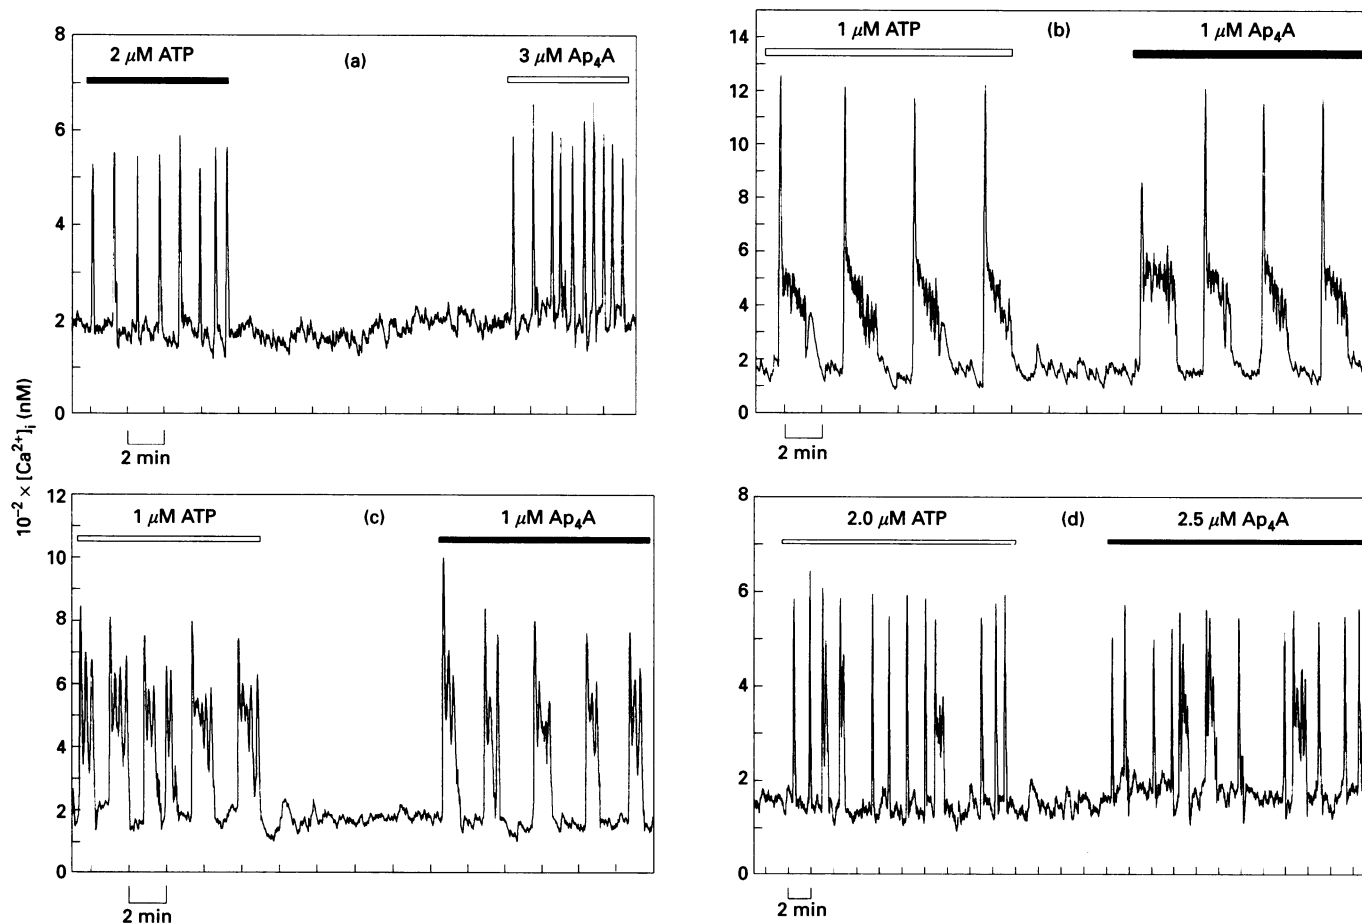 10⁻² × [Ca²⁺]ᵢ (nM)
8
6
4
2
0
2 μM ATP
(a)
3 μM Ap₄A
2 min
14
12
10
8
6
4
2
0
1 μM ATP
(b)
1 μM Ap₄A
2 min
12
10
8
6
4
2
0
1 μM ATP
(c)
1 μM Ap₄A
2 min
8
6
4
2
0
2.0 μM ATP
(d)
2.5 μM Ap₄A
2 min